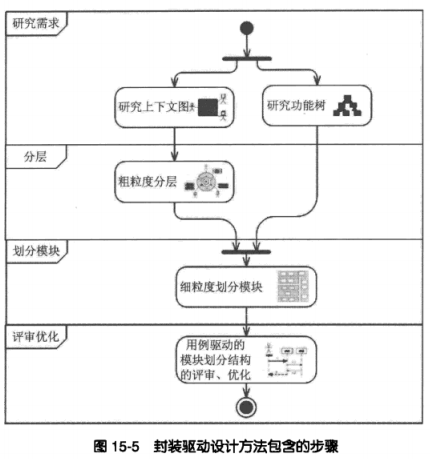 研究需求
研究上下文图
研究功能树
分层
粗粒度分层
划分模块
细粒度划分模块
评审优化
用例驱动的
模块划分结构
的评审、优化
图 15-5 封装驱动设计方法包含的步骤